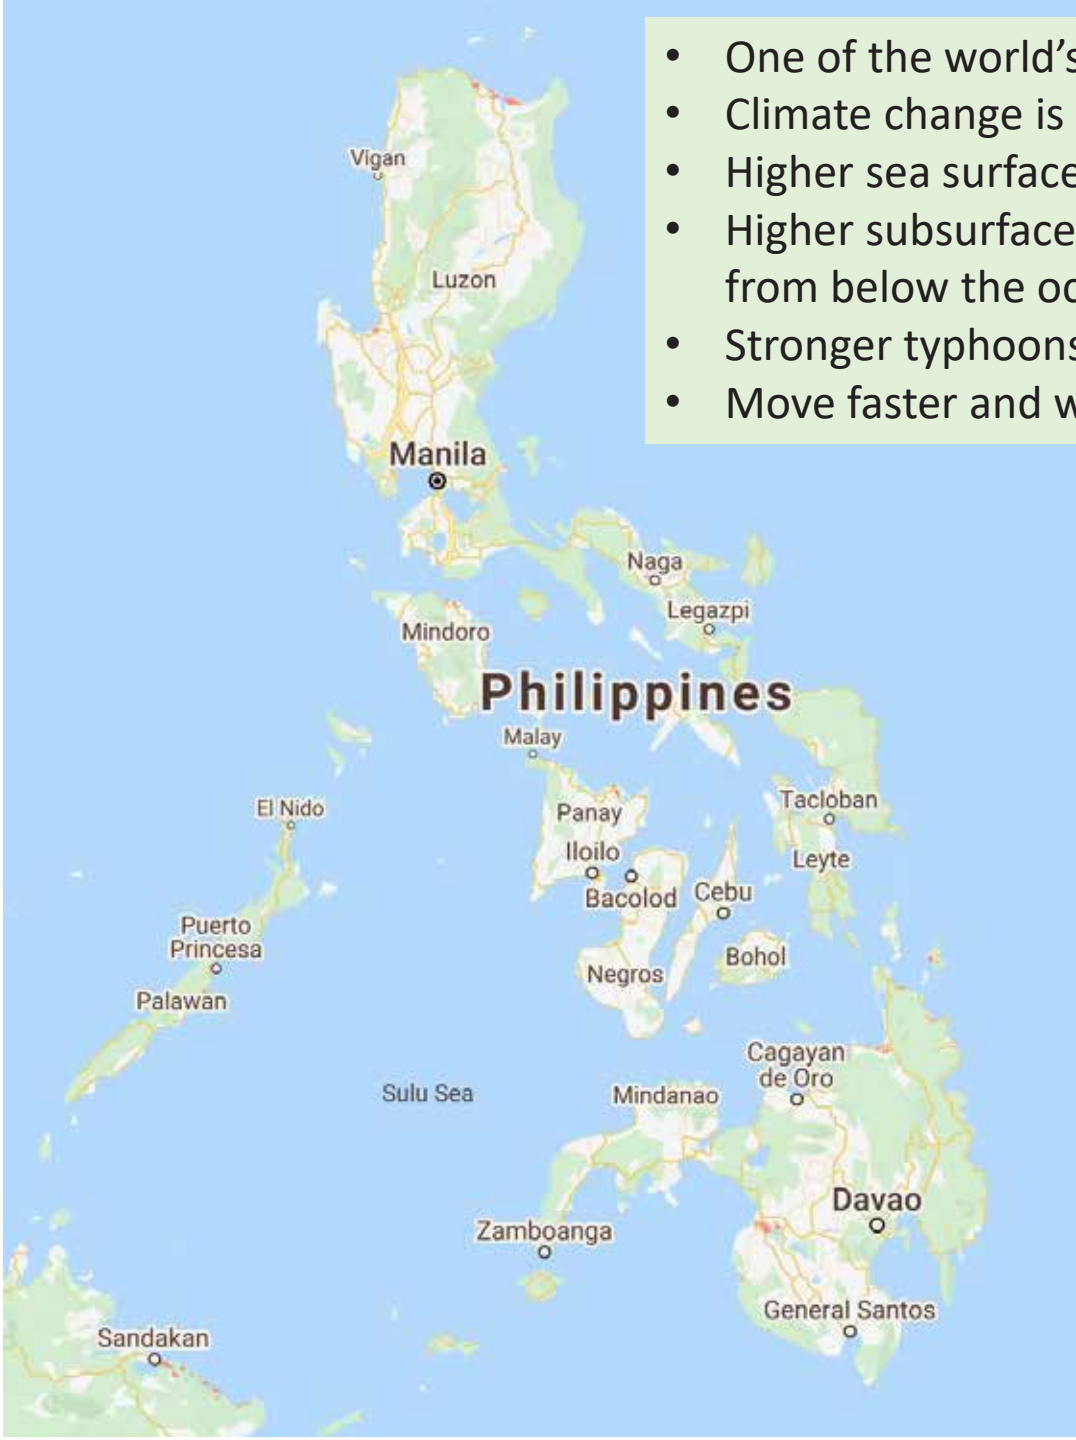 • One of the world’s
• Climate change is
• Higher sea surface
• Higher subsurface
from below the oc
• Stronger typhoons
• Move faster and w
Vigan
Luzon
Manila
Naga
Legazpi
Mindoro
Philippines
Malay
El Nido
Panay
Tacloban
Iloilo
Leyte
Bacolod
Cebu
Puerto
Princesa
Bohol
Negros
Palawan
Cagayan
de Oro
Sulu Sea
Mindanao
Davao
Zamboanga
General Santos
Sandakan